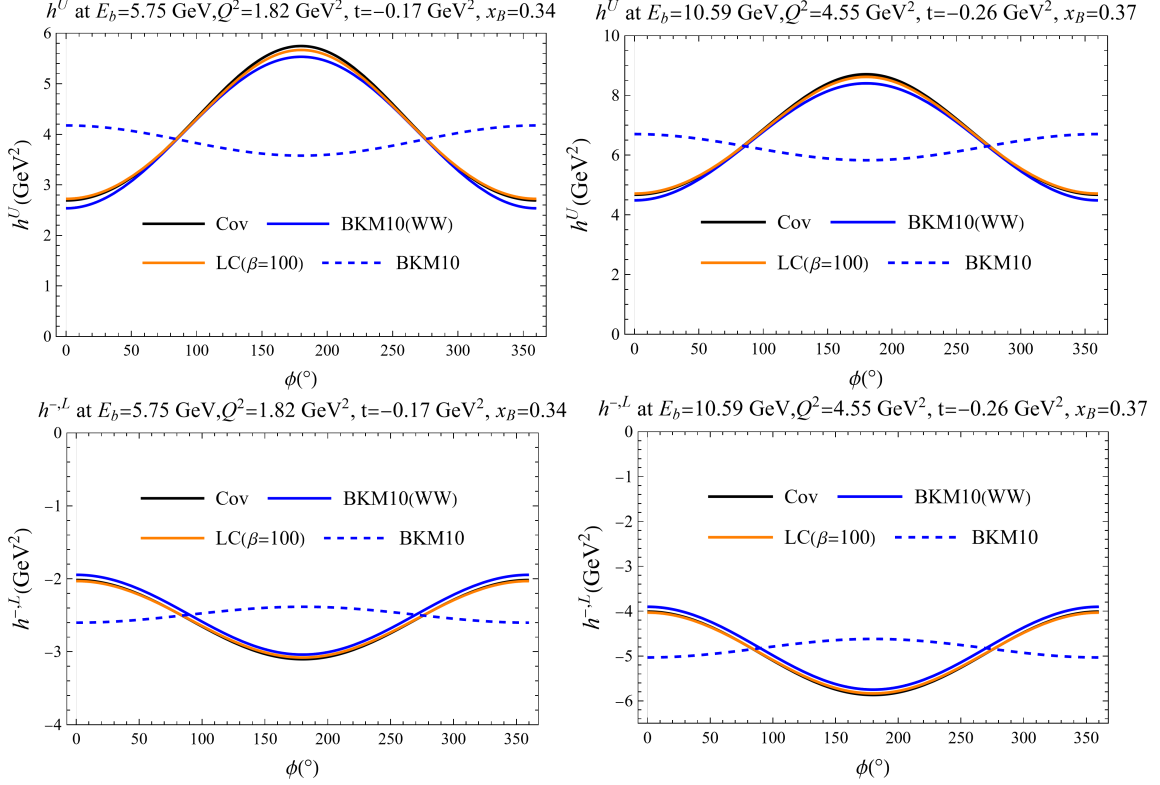 h^U at E_b=5.75 GeV,Q^2=1.82 GeV^2, t=−0.17 GeV^2, x_B=0.34
6
5
4
3
2
1
0
h^U(GeV^2)
Cov BKM10(WW)
LC(β=100) BKM10
0 50 100 150 200 250 300 350
ϕ(°)
h^U at E_b=10.59 GeV,Q^2=4.55 GeV^2, t=−0.26 GeV^2, x_B=0.37
10
8
6
4
2
0
h^U(GeV^2)
Cov BKM10(WW)
LC(β=100) BKM10
0 50 100 150 200 250 300 350
ϕ(°)
h^{-,L} at E_b=5.75 GeV,Q^2=1.82 GeV^2, t=−0.17 GeV^2, x_B=0.34
0
−1
−2
−3
−4
h^{-,L}(GeV^2)
Cov BKM10(WW)
LC(β=100) BKM10
0 50 100 150 200 250 300 350
ϕ(°)
h^{-,L} at E_b=10.59 GeV,Q^2=4.55 GeV^2, t=−0.26 GeV^2, x_B=0.37
0
−1
−2
−3
−4
−5
−6
h^{-,L}(GeV^2)
Cov BKM10(WW)
LC(β=100) BKM10
0 50 100 150 200 250 300 350
ϕ(°)